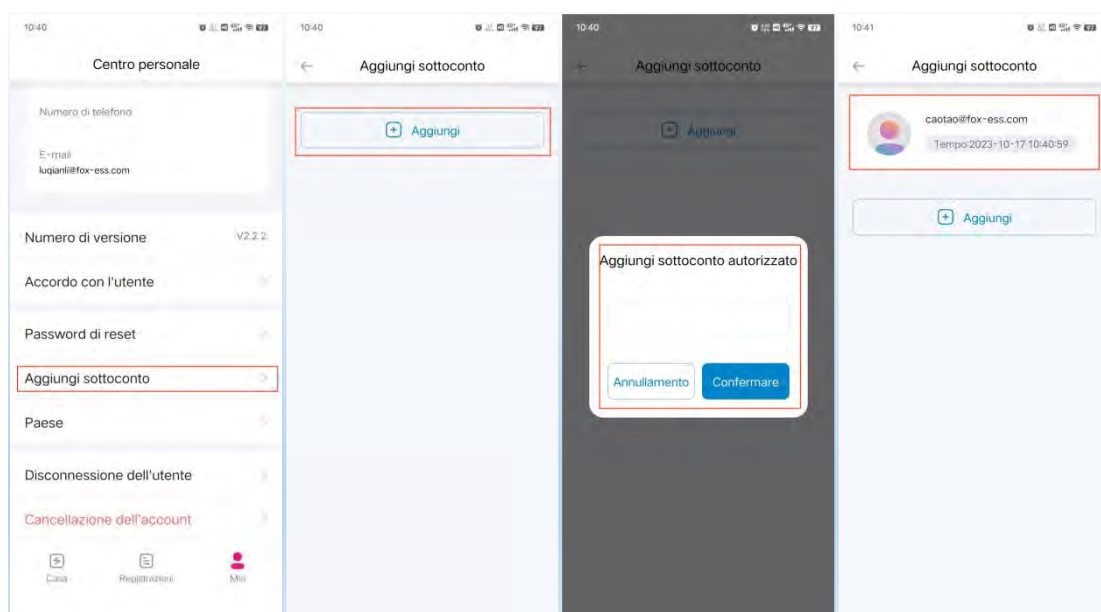 10:40
Centro personale
Numero di telefono
E-mail
luqianli@fox-ess.com
Numero di versione
V2.2.2
Accordo con l'utente
Password di reset
Aggiungi sottoconto
Paese
Disconnessione dell'utente
Cancellazione dell'account
Casa
Registrazioni
10:40
Aggiungi sottoconto
Aggiungi
10:40
Aggiungi sottoconto
Aggiungi
Aggiungi sottoconto autorizzato
Annullamento
Confermare
10:41
Aggiungi sottoconto
caotao@fox-ess.com
Tempo:2023-10-17 10:40:59
Aggiungi